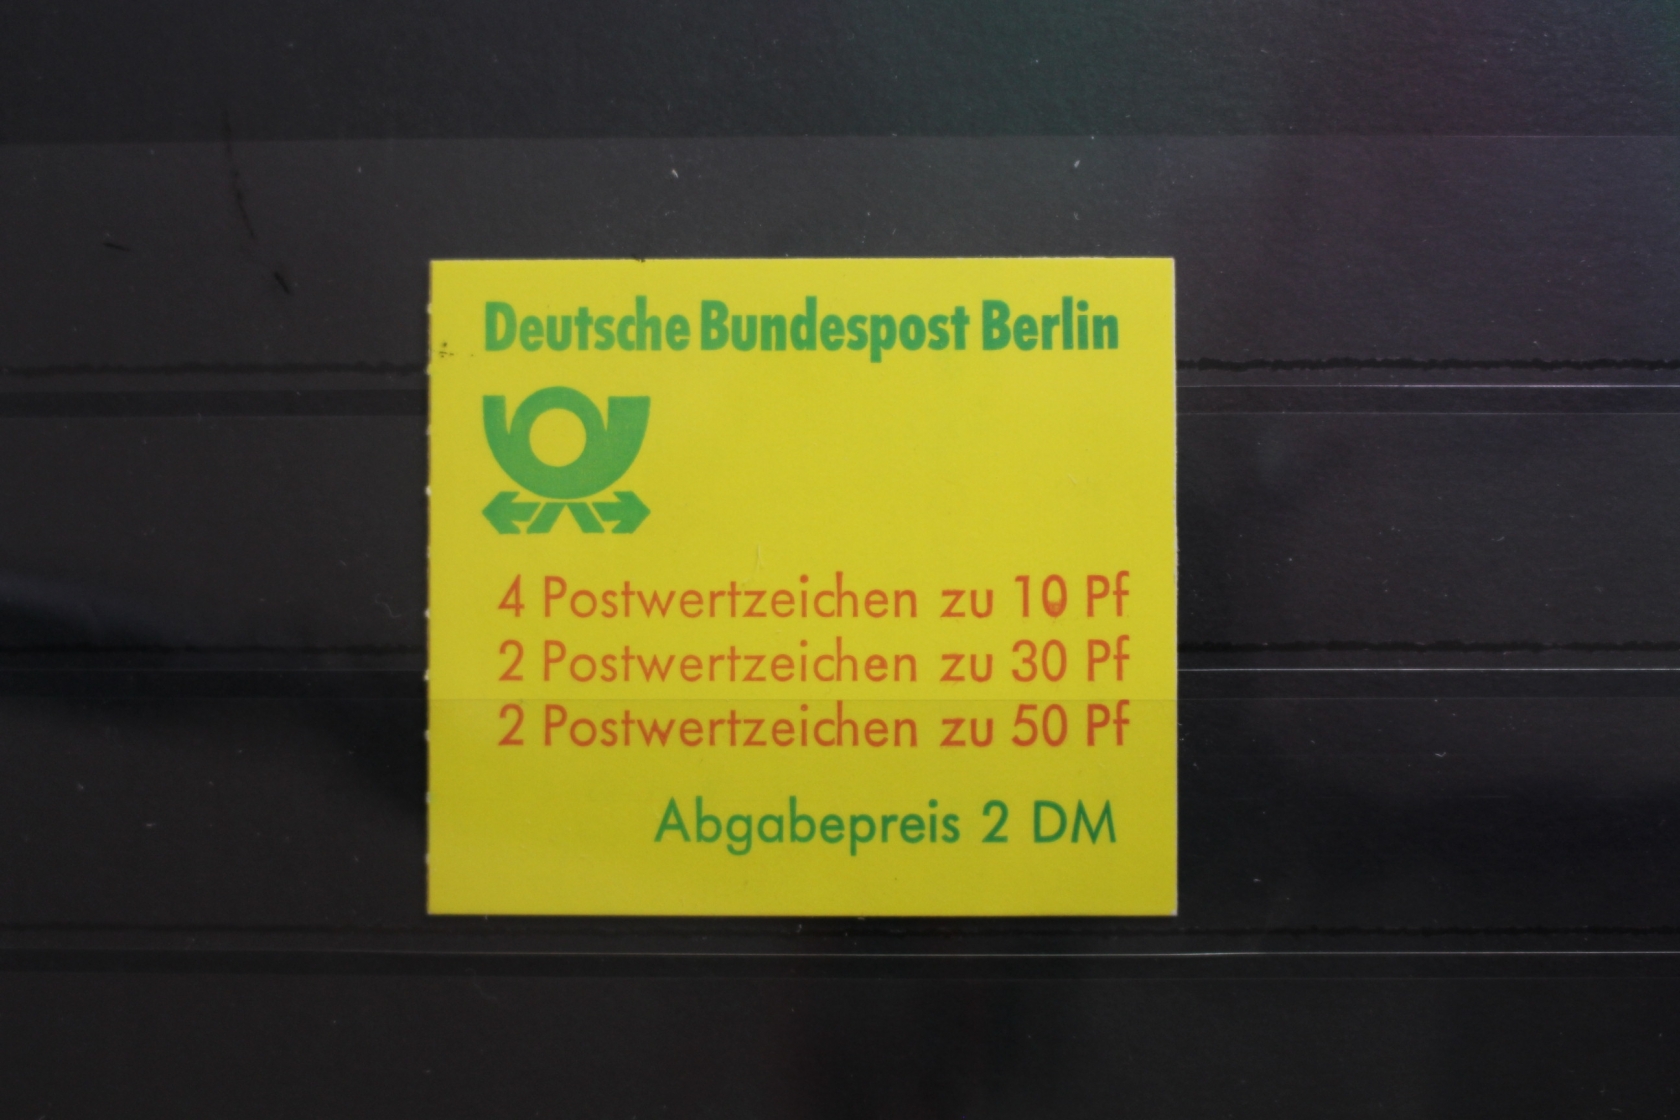 Deutsche Bundespost Berlin
4 Postwertzeichen zu 10 Pf
2 Postwertzeichen zu 30 Pf
2 Postwertzeichen zu 50 Pf
Abgabepreis 2 DM